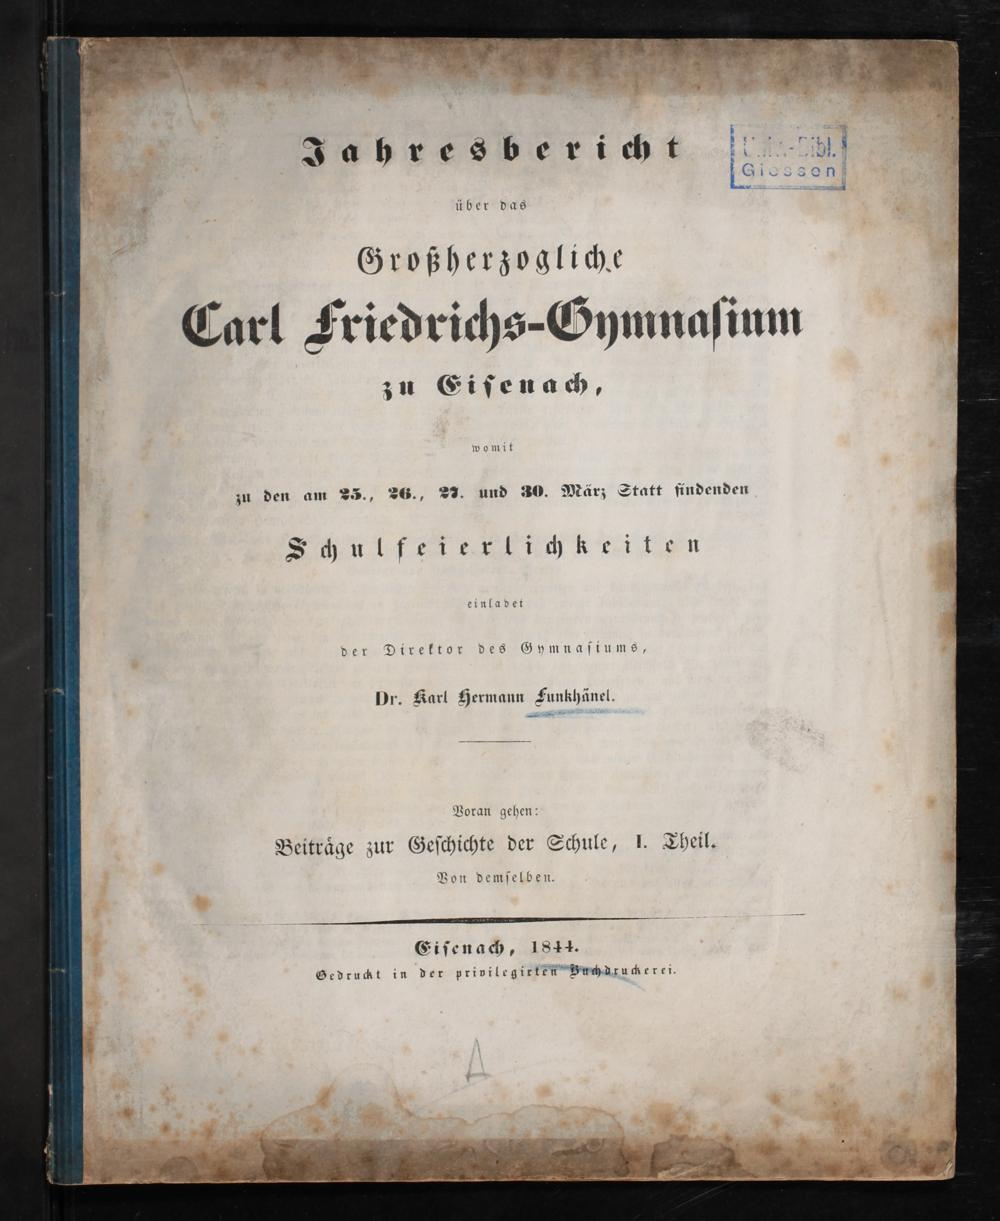 Jahresbericht
Univ.-Bibl.
Giessen
über das
Großherzogliche
Carl Friedrichs-Gymnaſium
zu Eiſenach,
womit
zu den am 25., 26., 27. und 30. März Statt findenden
Schulfeierlichkeiten
einladet
der Direktor des Gymnaſiums,
Dr. Karl Hermann Funkhänel.
Voran gehen:
Beiträge zur Geſchichte der Schule, I. Theil.
Von demſelben.
Eiſenach, 1844.
Gedruckt in der privilegirten Buchdruckerei.